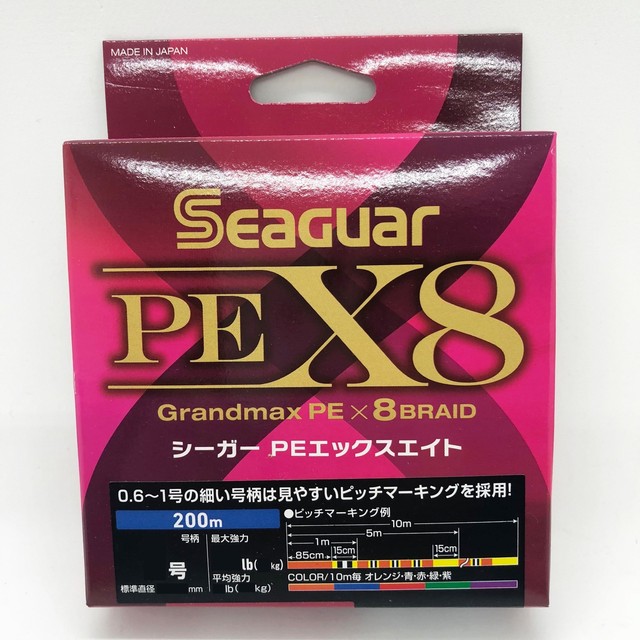 MADE IN JAPAN
SEAGUAR
PE X8
Grandmax PE × 8 BRAID
シーガー PEエックスエイト
0.6〜1号の細い号柄は見やすいピッチマーキングを採用!
200m
●ピッチマーキング例
10m
5m
1m
85cm 15cm 15cm
COLOR/10m毎 オレンジ・青・赤・緑・紫
号柄 最大強力
号 lb( kg)
平均強力
標準直径 mm lb( kg)